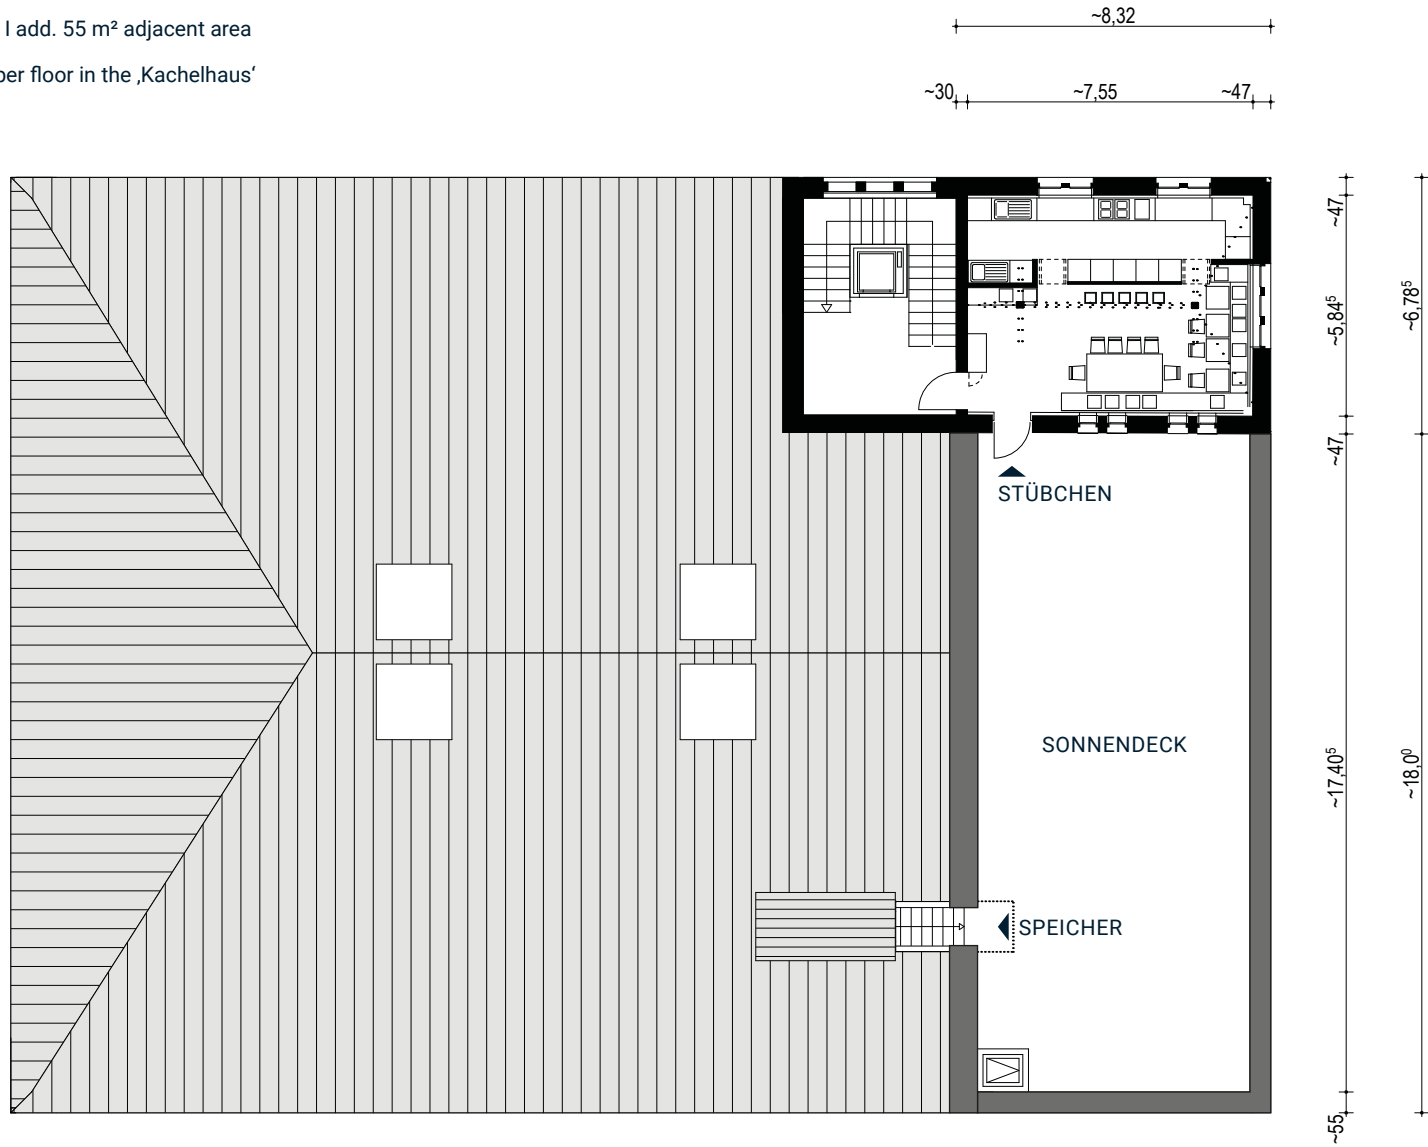 I add. 55 m² adjacent area
per floor in the ‚Kachelhaus‘
~8,32
~30 ~7,55 ~47
~47
~5,84⁵
~6,78⁵
~47
STÜBCHEN
SONNENDECK
~17,40⁵
~18,0⁰
SPEICHER
~55